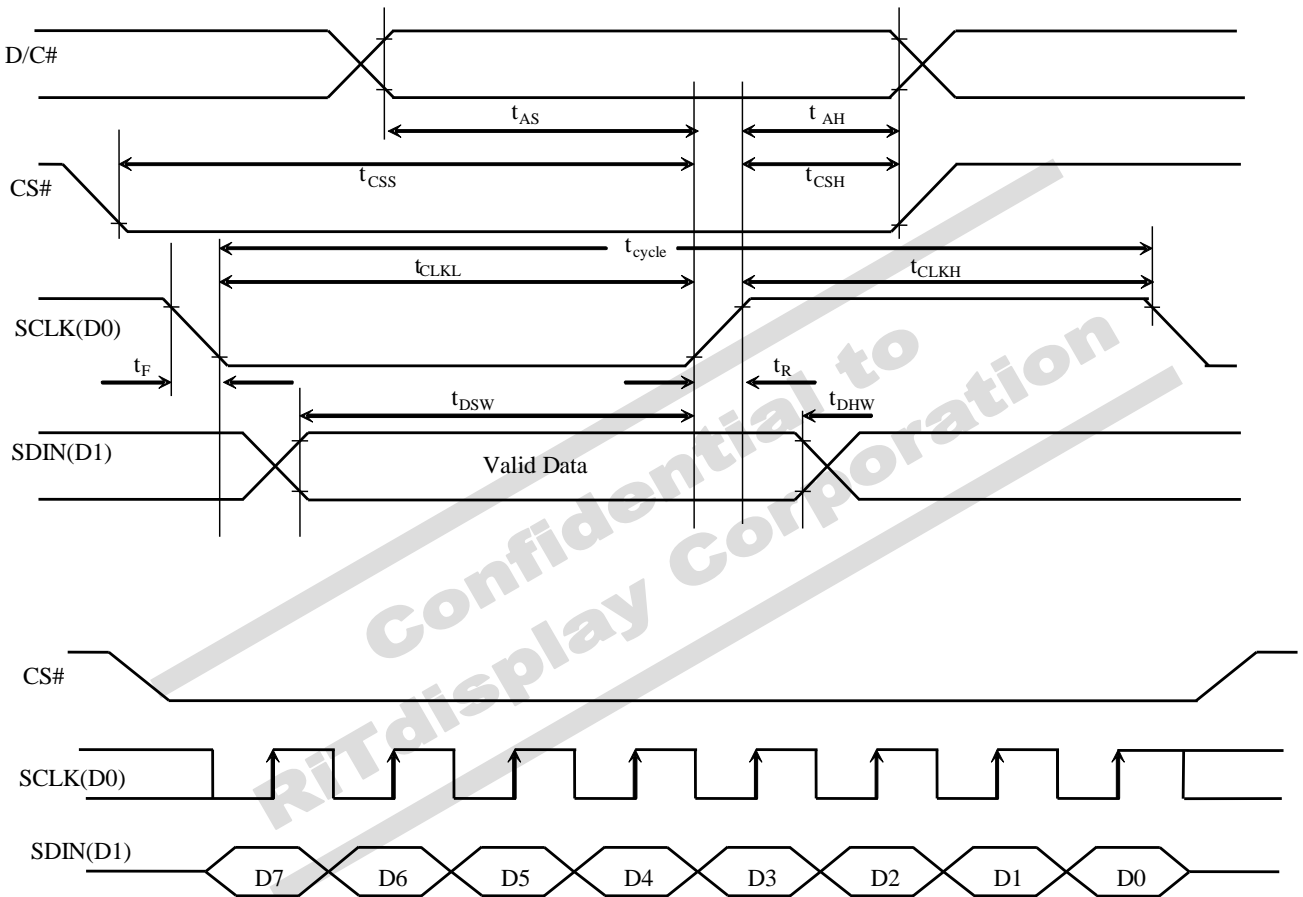 D/C#
tAS
t AH
tCSS
tCSH
CS#
tcycle
tCLKL
tCLKH
SCLK(D0)
tF
tR
tDSW
tDHW
SDIN(D1)
Valid Data
Confidential to
RiTdisplay Corporation
CS#
SCLK(D0)
SDIN(D1)
D7 D6 D5 D4 D3 D2 D1 D0